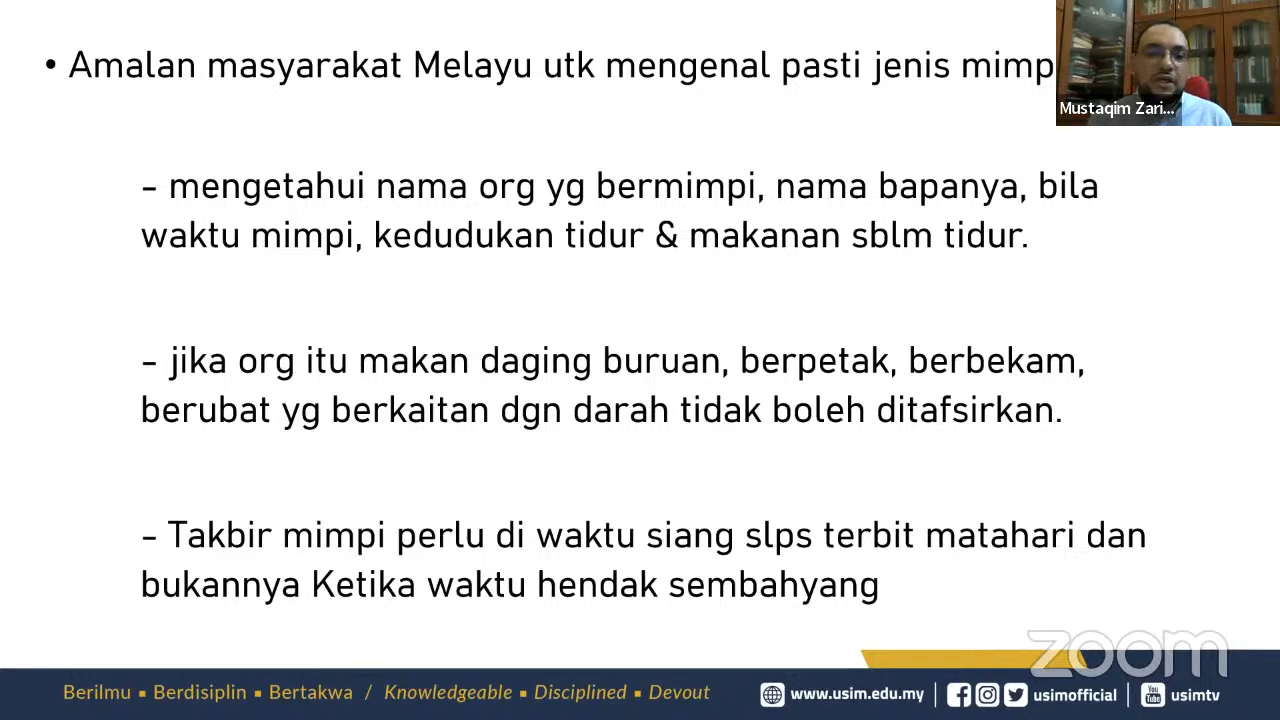 • Amalan masyarakat Melayu utk mengenal pasti jenis mimp
Mustaqim Zari...
- mengetahui nama org yg bermimpi, nama bapanya, bila
waktu mimpi, kedudukan tidur & makanan sblm tidur.
- jika org itu makan daging buruan, berpetak, berbekam,
berubat yg berkaitan dgn darah tidak boleh ditafsirkan.
- Takbir mimpi perlu di waktu siang slps terbit matahari dan
bukannya Ketika waktu hendak sembahyang
zoom
Berilmu ▪ Berdisiplin ▪ Bertakwa / Knowledgeable ▪ Disciplined ▪ Devout
www.usim.edu.my | usimofficial | You Tube usimtv